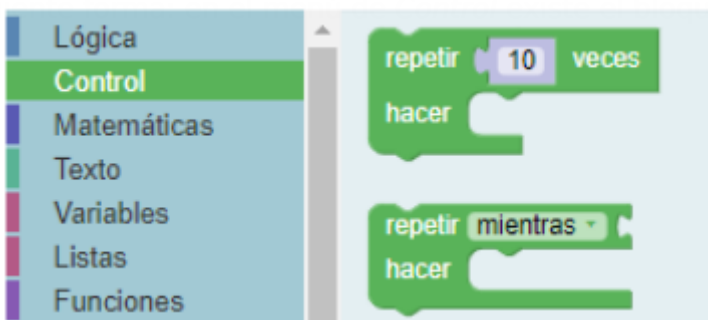 Lógica
Control
Matemáticas
Texto
Variables
Listas
Funciones
repetir 10 veces
hacer
repetir mientras
hacer